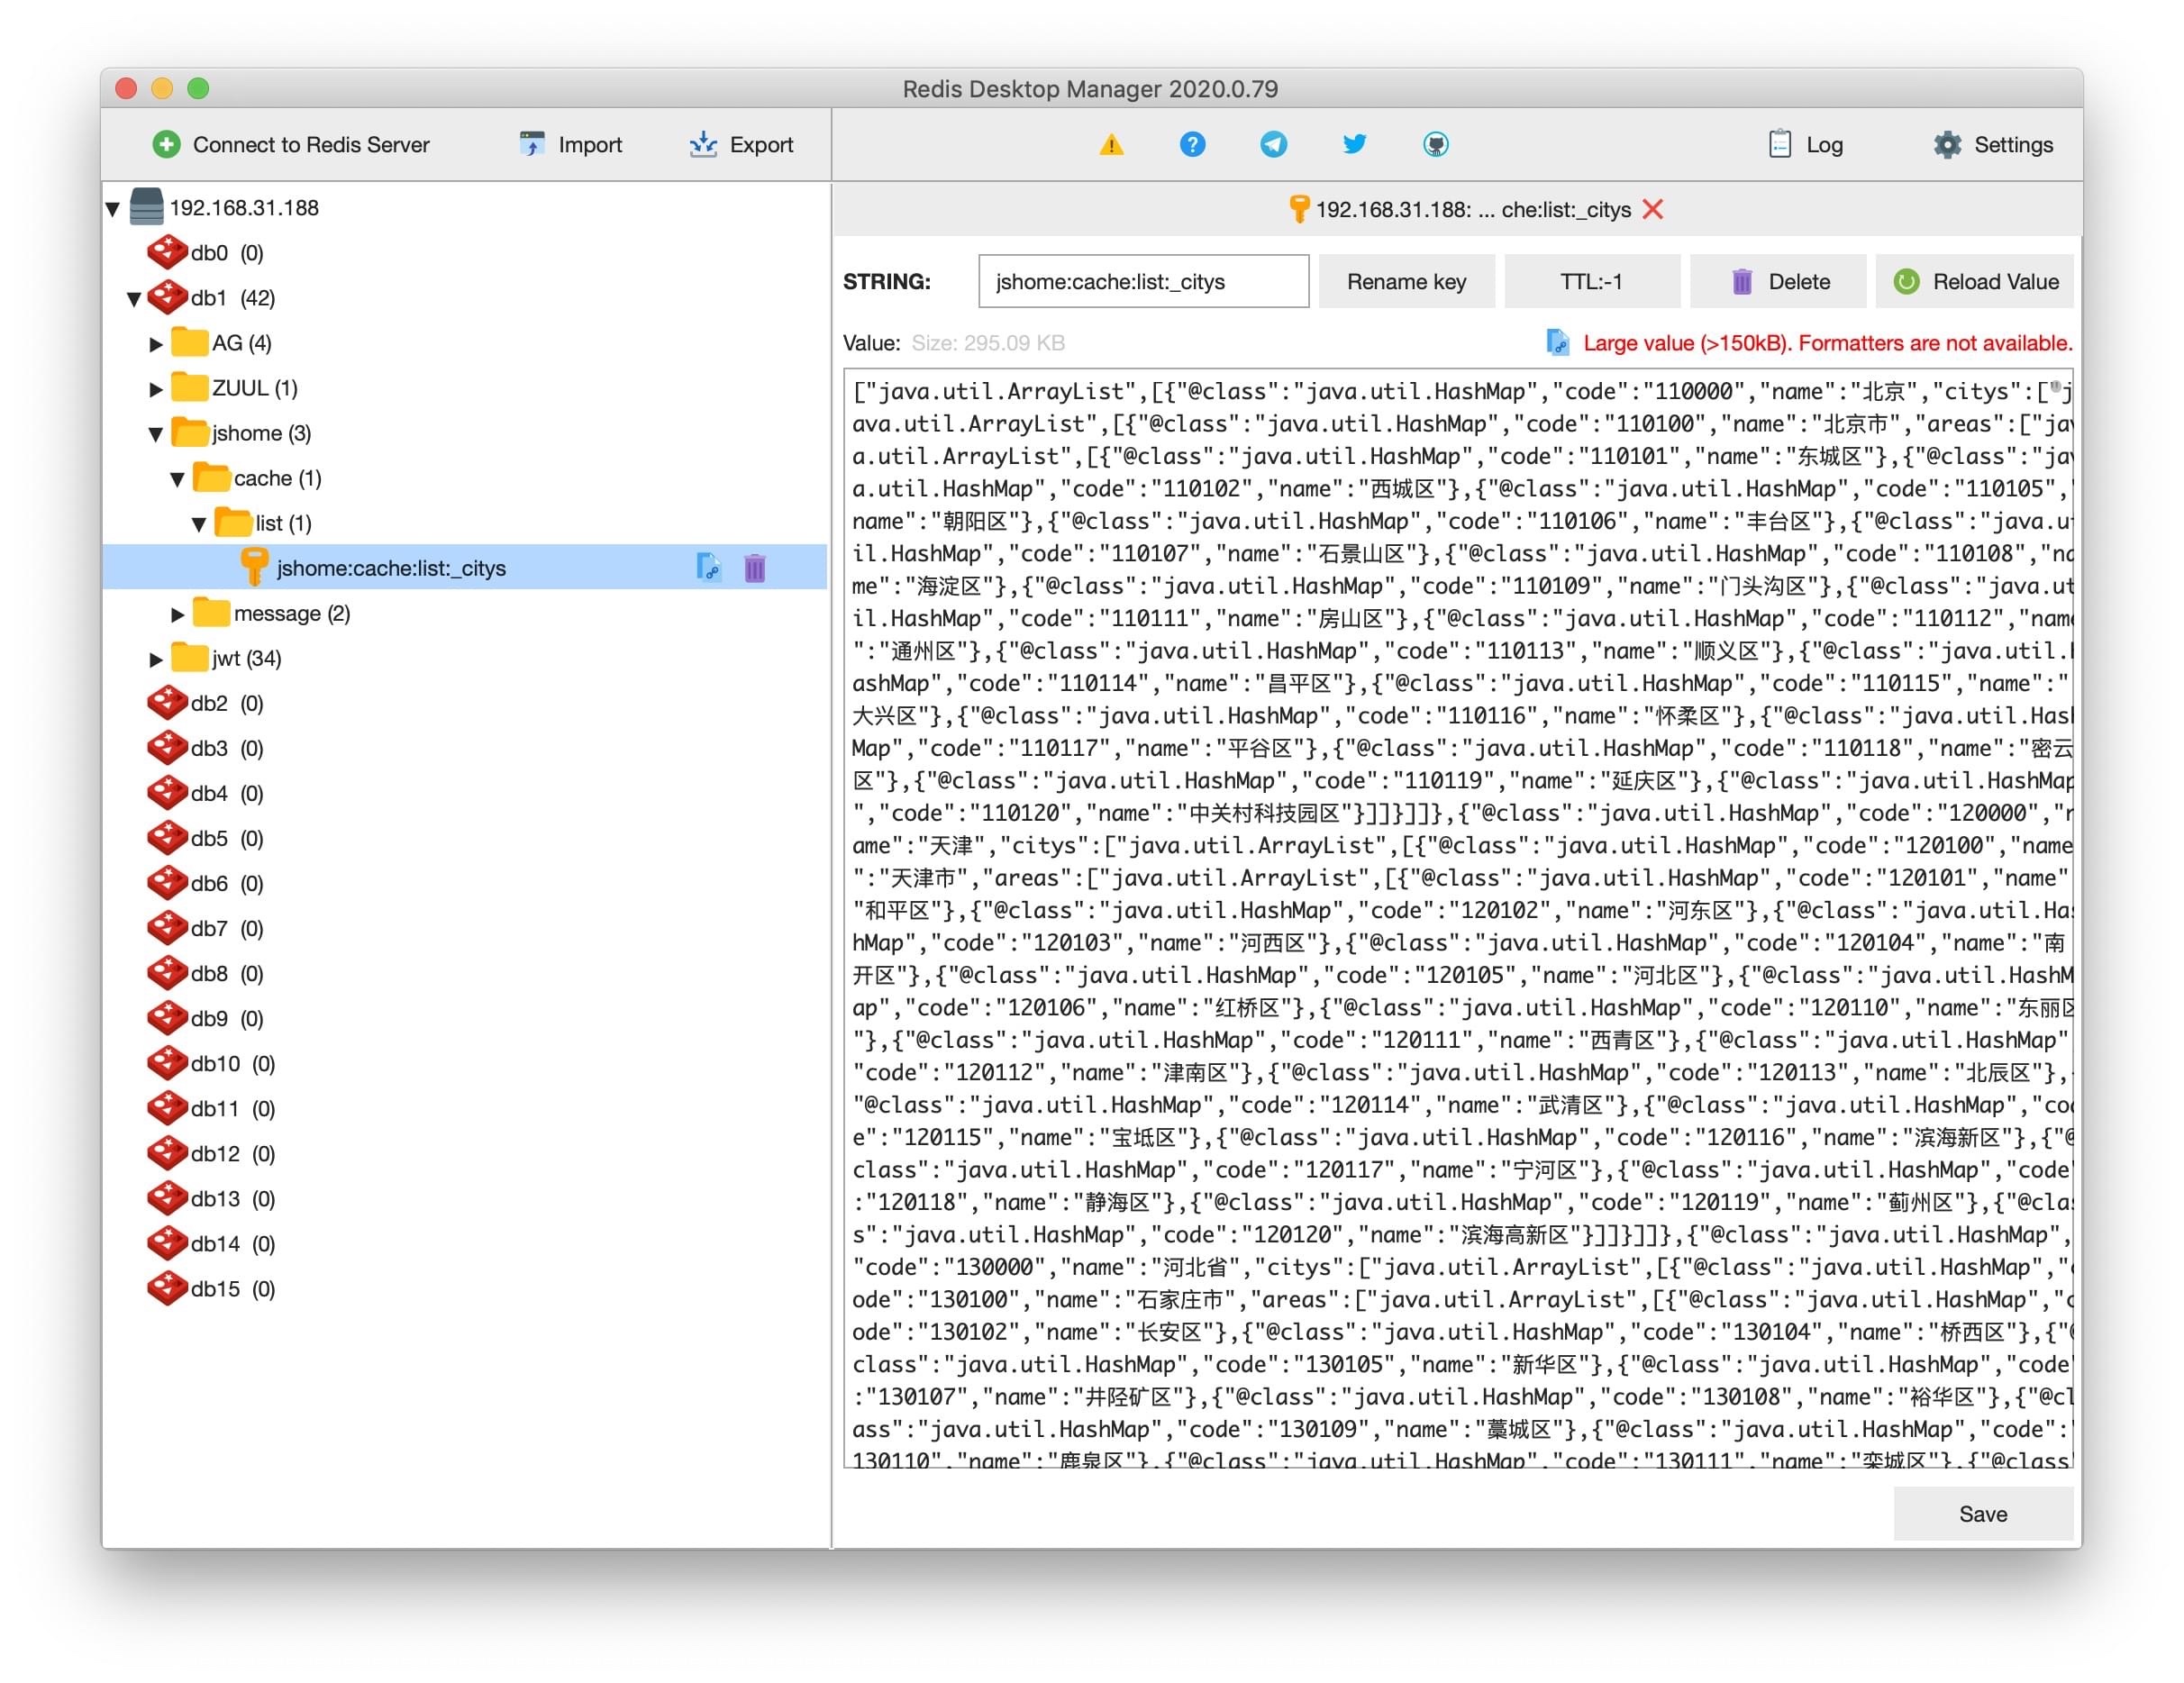 Redis Desktop Manager 2020.0.79
Connect to Redis Server
Import
Export
Log
Settings
192.168.31.188
db0 (0)
db1 (42)
AG (4)
ZUUL (1)
jshome (3)
cache (1)
list (1)
jshome:cache:list:_citys
message (2)
jwt (34)
db2 (0)
db3 (0)
db4 (0)
db5 (0)
db6 (0)
db7 (0)
db8 (0)
db9 (0)
db10 (0)
db11 (0)
db12 (0)
db13 (0)
db14 (0)
db15 (0)
192.168.31.188: ... che:list:_citys
STRING:
jshome:cache:list:_citys
Rename key
TTL:-1
Delete
Reload Value
Value: Size: 295.09 KB
Large value (>150kB). Formatters are not available.
["java.util.ArrayList",[{"@class":"java.util.HashMap","code":"110000","name":"北京","citys":["j
ava.util.ArrayList",[{"@class":"java.util.HashMap","code":"110100","name":"北京市","areas":["jav
a.util.ArrayList",[{"@class":"java.util.HashMap","code":"110101","name":"东城区"},{"@class":"jav
a.util.HashMap","code":"110102","name":"西城区"},{"@class":"java.util.HashMap","code":"110105","
name":"朝阳区"},{"@class":"java.util.HashMap","code":"110106","name":"丰台区"},{"@class":"java.ut
il.HashMap","code":"110107","name":"石景山区"},{"@class":"java.util.HashMap","code":"110108","na
me":"海淀区"},{"@class":"java.util.HashMap","code":"110109","name":"门头沟区"},{"@class":"java.ut
il.HashMap","code":"110111","name":"房山区"},{"@class":"java.util.HashMap","code":"110112","name
":"通州区"},{"@class":"java.util.HashMap","code":"110113","name":"顺义区"},{"@class":"java.util.H
ashMap","code":"110114","name":"昌平区"},{"@class":"java.util.HashMap","code":"110115","name":"
大兴区"},{"@class":"java.util.HashMap","code":"110116","name":"怀柔区"},{"@class":"java.util.Hash
Map","code":"110117","name":"平谷区"},{"@class":"java.util.HashMap","code":"110118","name":"密云
区"},{"@class":"java.util.HashMap","code":"110119","name":"延庆区"},{"@class":"java.util.HashMap
","code":"110120","name":"中关村科技园区"}]]}]]},{"@class":"java.util.HashMap","code":"120000","n
ame":"天津","citys":["java.util.ArrayList",[{"@class":"java.util.HashMap","code":"120100","name
":"天津市","areas":["java.util.ArrayList",[{"@class":"java.util.HashMap","code":"120101","name":
"和平区"},{"@class":"java.util.HashMap","code":"120102","name":"河东区"},{"@class":"java.util.Has
hMap","code":"120103","name":"河西区"},{"@class":"java.util.HashMap","code":"120104","name":"南
开区"},{"@class":"java.util.HashMap","code":"120105","name":"河北区"},{"@class":"java.util.HashM
ap","code":"120106","name":"红桥区"},{"@class":"java.util.HashMap","code":"120110","name":"东丽区
"},{"@class":"java.util.HashMap","code":"120111","name":"西青区"},{"@class":"java.util.HashMap",
"code":"120112","name":"津南区"},{"@class":"java.util.HashMap","code":"120113","name":"北辰区"},{
"@class":"java.util.HashMap","code":"120114","name":"武清区"},{"@class":"java.util.HashMap","cod
e":"120115","name":"宝坻区"},{"@class":"java.util.HashMap","code":"120116","name":"滨海新区"},{"@
class":"java.util.HashMap","code":"120117","name":"宁河区"},{"@class":"java.util.HashMap","code"
:"120118","name":"静海区"},{"@class":"java.util.HashMap","code":"120119","name":"蓟州区"},{"@clas
s":"java.util.HashMap","code":"120120","name":"滨海高新区"}]]}]]},{"@class":"java.util.HashMap",
"code":"130000","name":"河北省","citys":["java.util.ArrayList",[{"@class":"java.util.HashMap","c
ode":"130100","name":"石家庄市","areas":["java.util.ArrayList",[{"@class":"java.util.HashMap","c
ode":"130102","name":"长安区"},{"@class":"java.util.HashMap","code":"130104","name":"桥西区"},{"@
class":"java.util.HashMap","code":"130105","name":"新华区"},{"@class":"java.util.HashMap","code"
:"130107","name":"井陉矿区"},{"@class":"java.util.HashMap","code":"130108","name":"裕华区"},{"@cl
ass":"java.util.HashMap","code":"130109","name":"藁城区"},{"@class":"java.util.HashMap","code":"
130110","name":"鹿泉区"},{"@class":"java.util.HashMap","code":"130111","name":"栾城区"},{"@class"
Save